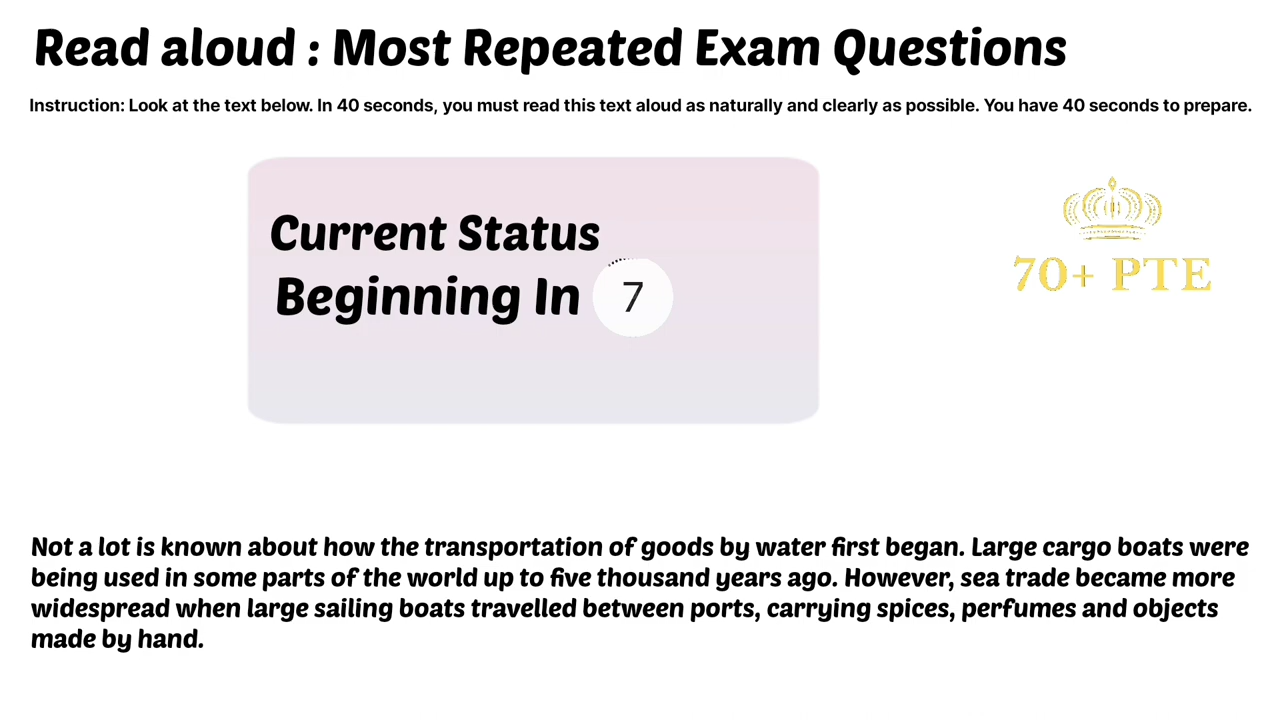 Read aloud : Most Repeated Exam Questions
Instruction: Look at the text below. In 40 seconds, you must read this text aloud as naturally and clearly as possible. You have 40 seconds to prepare.
Current Status
Beginning In 7
70+ PTE
Not a lot is known about how the transportation of goods by water first began. Large cargo boats were
being used in some parts of the world up to five thousand years ago. However, sea trade became more
widespread when large sailing boats travelled between ports, carrying spices, perfumes and objects
made by hand.